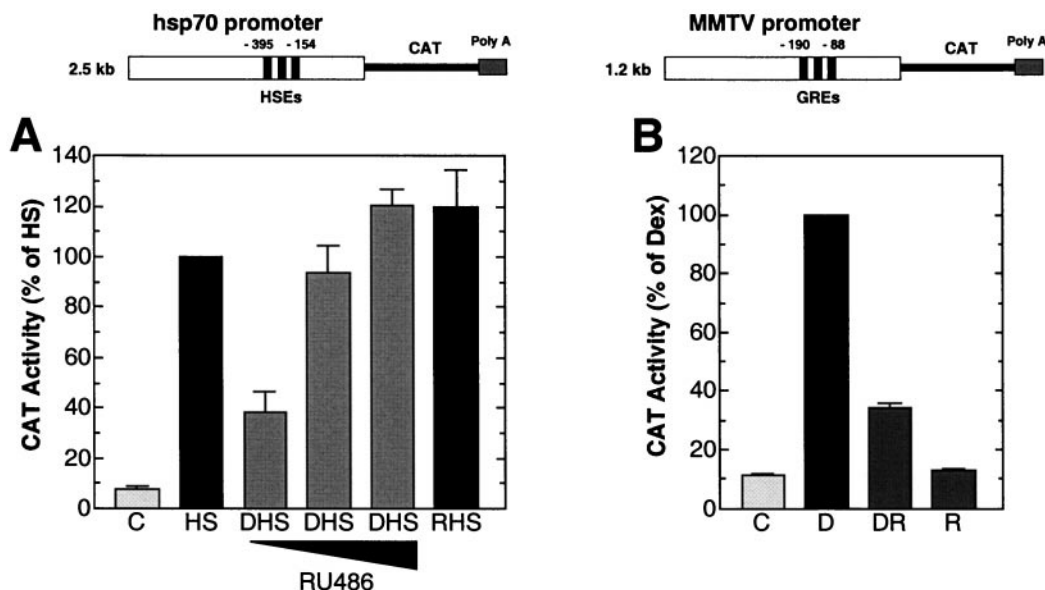 hsp70 promoter
- 395 - 154
CAT
Poly A
2.5 kb
HSEs
MMTV promoter
- 190 - 88
CAT
Poly A
1.2 kb
GREs
A
140
120
100
80
60
40
20
0
CAT Activity (% of HS)
C HS DHS DHS DHS RHS
RU486
B
120
100
80
60
40
20
0
CAT Activity (% of Dex)
C D DR R